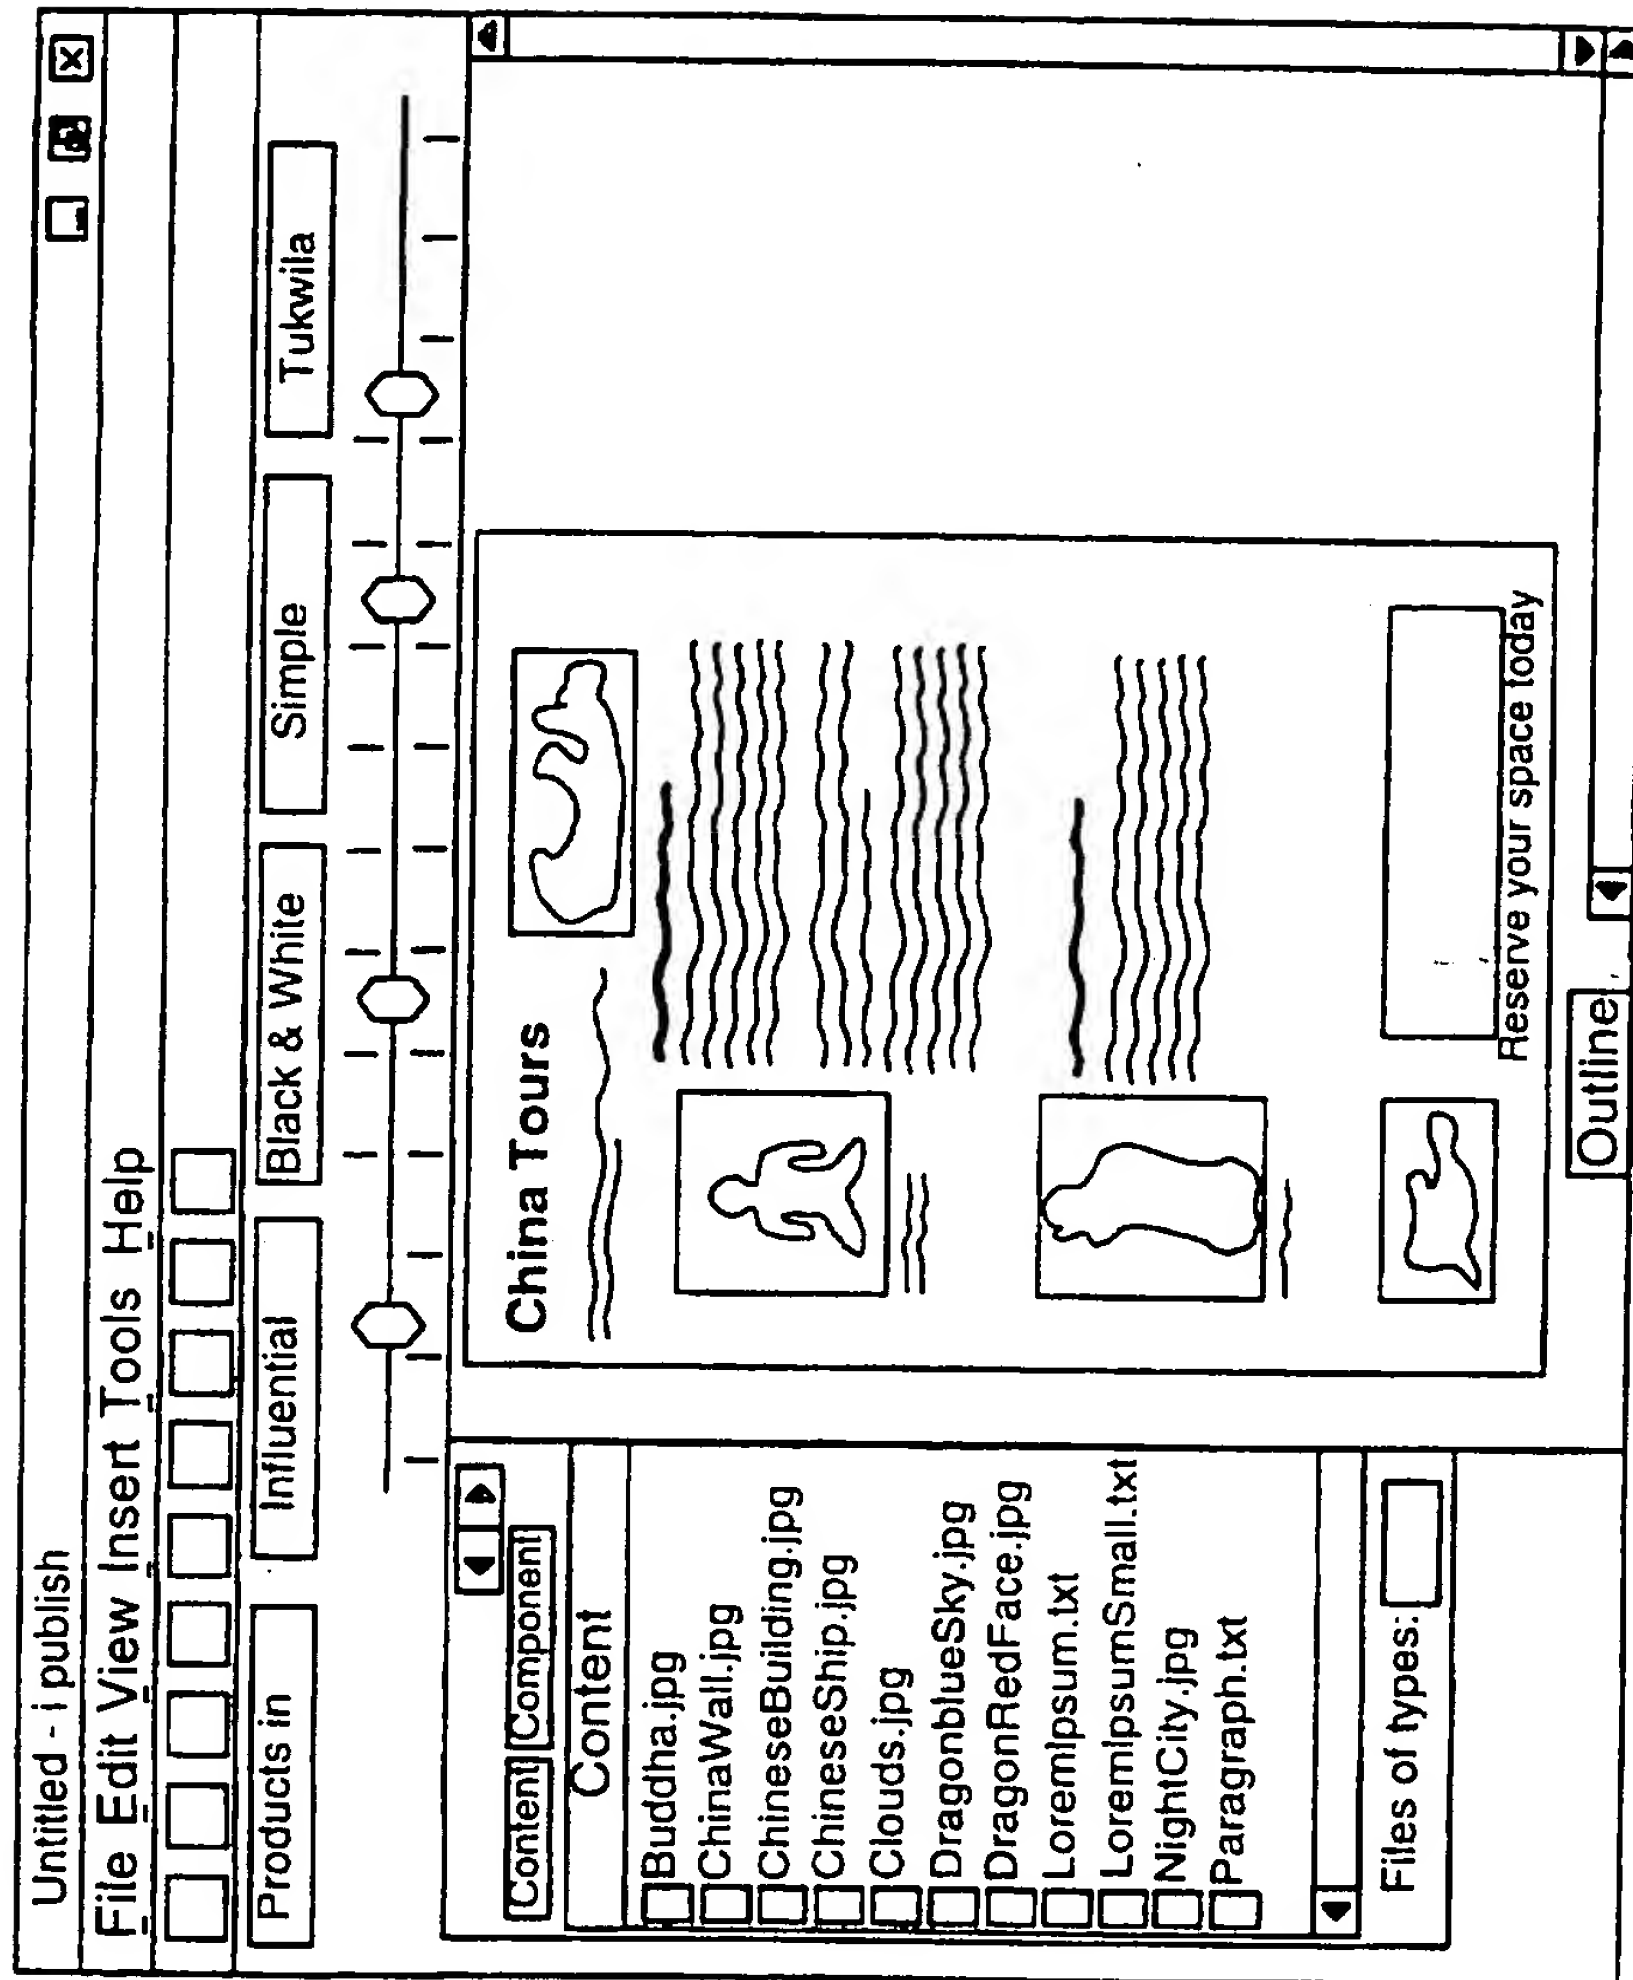 Untitled - i publish
File Edit View Insert Tools Help
Products in Influential Black & White Simple Tukwila
Content Component
Content
Buddha.jpg
ChinaWall.jpg
ChineseBuilding.jpg
ChineseShip.jpg
Clouds.jpg
DragonblueSky.jpg
DragonRedFace.jpg
LoremIpsum.txt
LoremIpsumSmall.txt
NightCity.jpg
Paragraph.txt
Files of types:
China Tours
Reserve your space today
Outline